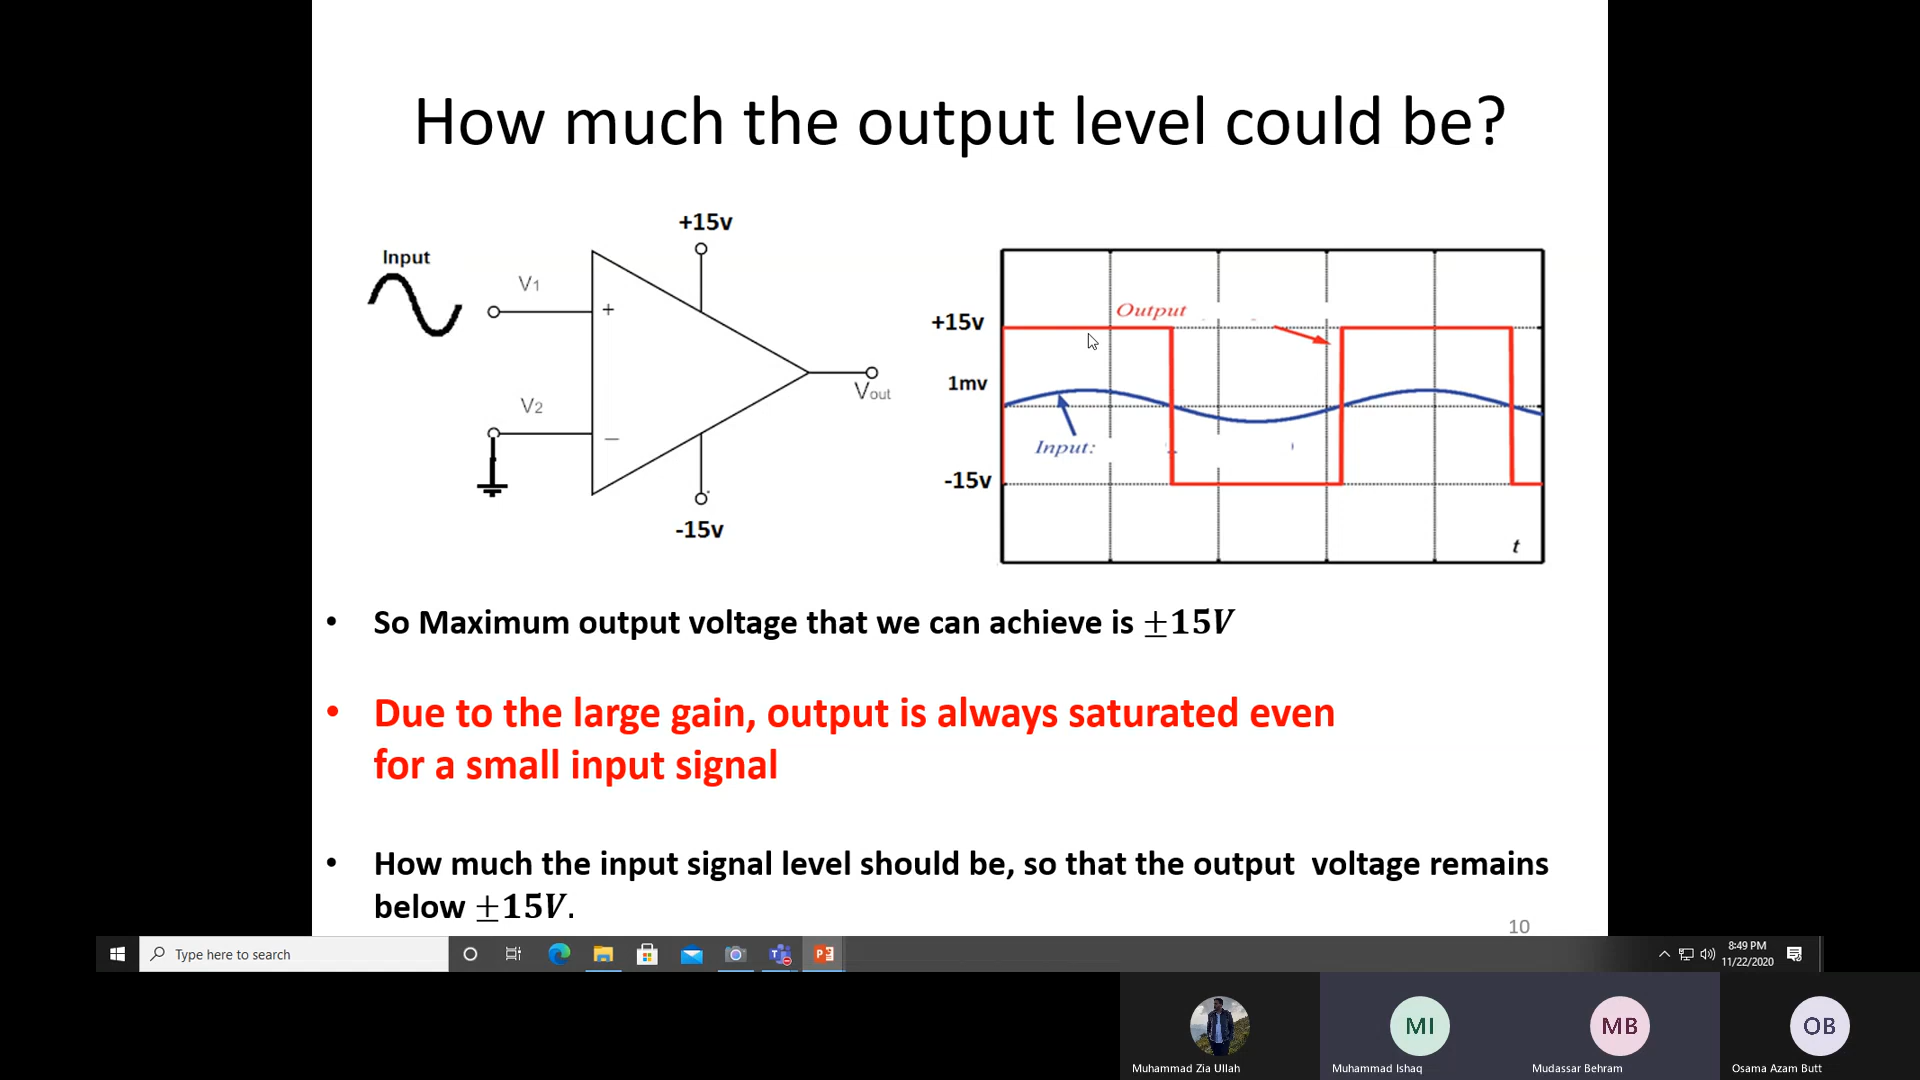 How much the output level could be?
+15v
Input
V1
+
V2
−
Vout
-15v
Output
+15v
1mv
Input:
-15v
t
• So Maximum output voltage that we can achieve is ±15V
• Due to the large gain, output is always saturated even
for a small input signal
• How much the input signal level should be, so that the output voltage remains
below ±15V.
10
Type here to search
8:49 PM
11/22/2020
MI
MB
OB
Muhammad Zia Ullah
Muhammad Ishaq
Mudassar Behram
Osama Azam Butt